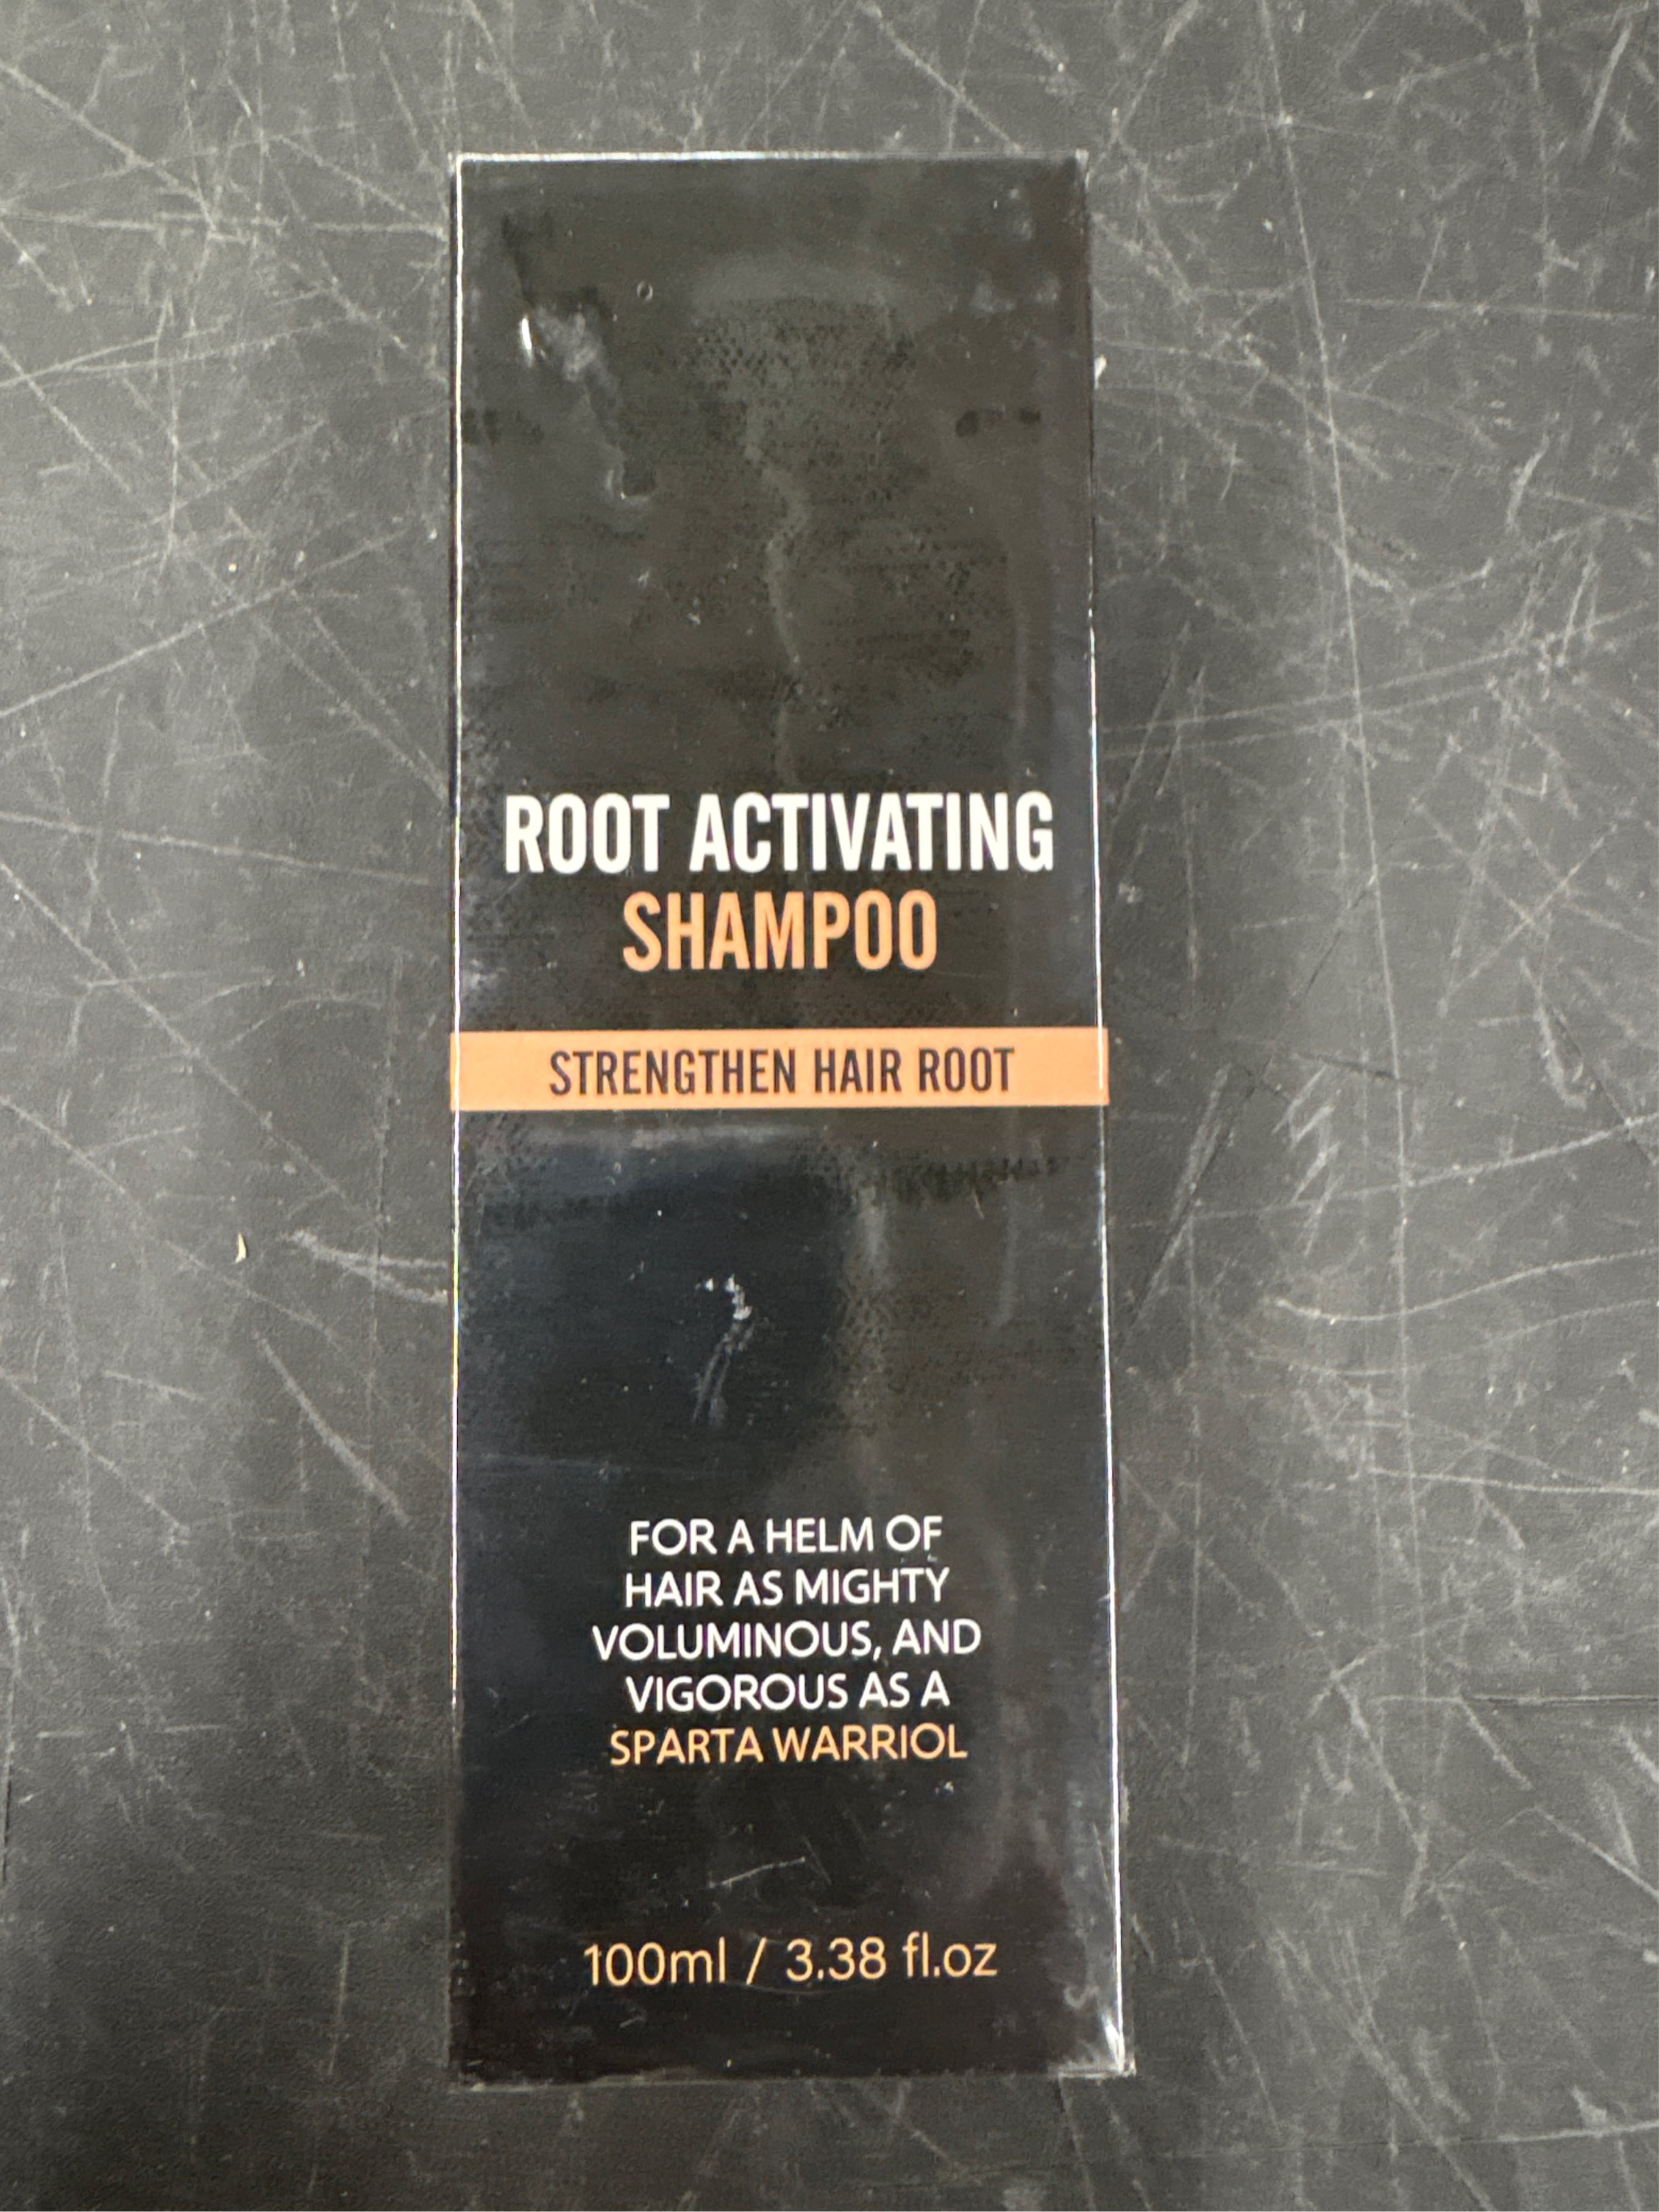 ROOT ACTIVATING
SHAMPOO
STRENGTHEN HAIR ROOT
FOR A HELM OF
HAIR AS MIGHTY
VOLUMINOUS, AND
VIGOROUS AS A
SPARTA WARRIOL
100ml / 3.38 fl.oz